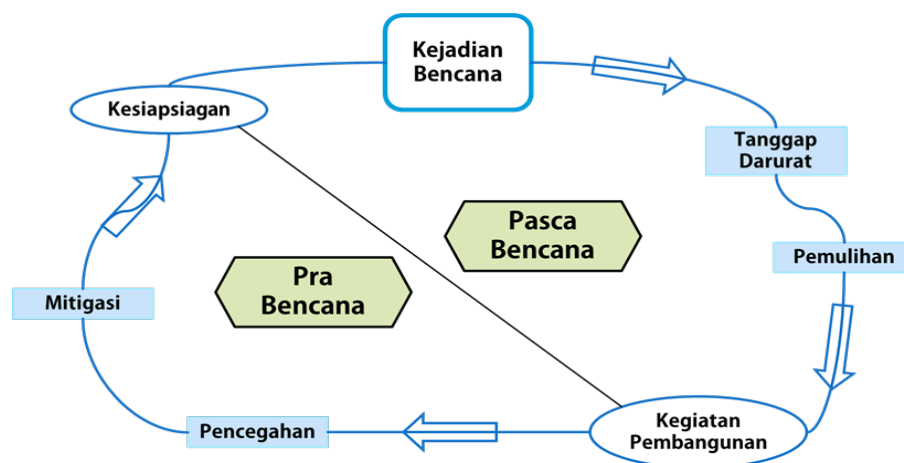 Kejadian
Bencana
Kesiapsiagan
Tanggap
Darurat
Pasca
Bencana
Pemulihan
Pra
Bencana
Mitigasi
Kegiatan
Pembangunan
Pencegahan